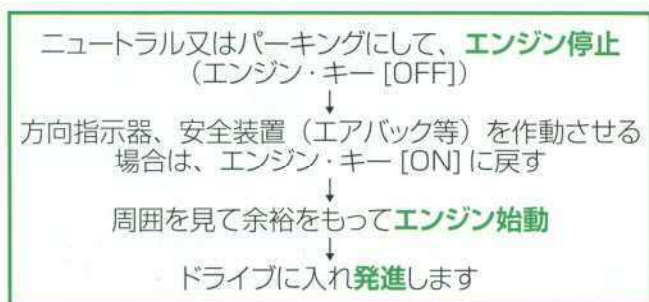 ニュートラル又はパーキングにして、エンジン停止
(エンジン・キー [OFF])
↓
方向指示器、安全装置(エアバック等)を作動させる
場合は、エンジン・キー [ON] に戻す
↓
周囲を見て余裕をもってエンジン始動
↓
ドライブに入れ発進します